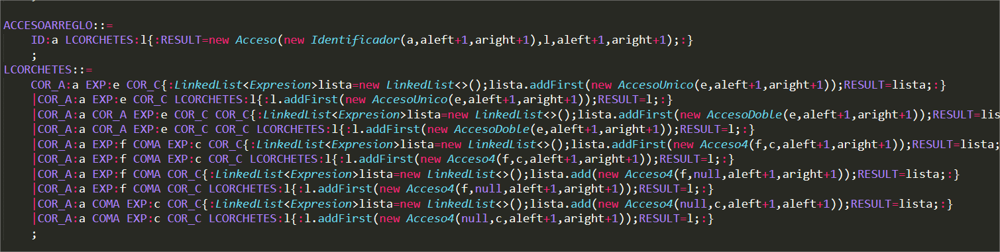 ACCESOARREGLO::=
ID:a LCORCHETES:l{:RESULT=new Acceso(new Identificador(a,aleft+1,aright+1),l,aleft+1,aright+1);:}
;
LCORCHETES::=
COR_A:a EXP:e COR_C{:LinkedList<Expresion>lista=new LinkedList<>();lista.addFirst(new AccesoUnico(e,aleft+1,aright+1));RESULT=lista;:}
|COR_A:a EXP:e COR_C LCORCHETES:l{:l.addFirst(new AccesoUnico(e,aleft+1,aright+1));RESULT=l;:}
|COR_A:a COR_A EXP:e COR_C COR_C{:LinkedList<Expresion>lista=new LinkedList<>();lista.addFirst(new AccesoDoble(e,aleft+1,aright+1));RESULT=lis
|COR_A:a COR_A EXP:e COR_C COR_C LCORCHETES:l{:l.addFirst(new AccesoDoble(e,aleft+1,aright+1));RESULT=l;:}
|COR_A:a EXP:f COMA EXP:c COR_C{:LinkedList<Expresion>lista=new LinkedList<>();lista.addFirst(new Acceso4(f,c,aleft+1,aright+1));RESULT=lista;
|COR_A:a EXP:f COMA EXP:c COR_C LCORCHETES:l{:l.addFirst(new Acceso4(f,c,aleft+1,aright+1));RESULT=l;:}
|COR_A:a EXP:f COMA COR_C{:LinkedList<Expresion>lista=new LinkedList<>();lista.add(new Acceso4(f,null,aleft+1,aright+1));RESULT=lista;:}
|COR_A:a EXP:f COMA COR_C LCORCHETES:l{:l.addFirst(new Acceso4(f,null,aleft+1,aright+1));RESULT=l;:}
|COR_A:a COMA EXP:c COR_C{:LinkedList<Expresion>lista=new LinkedList<>();lista.add(new Acceso4(null,c,aleft+1,aleft+1));RESULT=lista;:}
|COR_A:a COMA EXP:c COR_C LCORCHETES:l{:l.addFirst(new Acceso4(null,c,aleft+1,aright+1));RESULT=l;:}
;